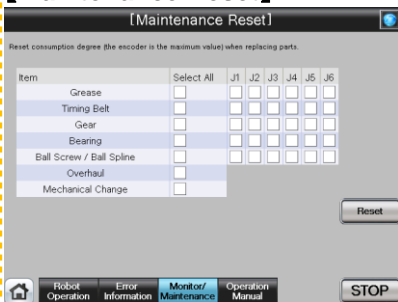 [Maintenance Reset]
Reset consumption degree (the encoder is the maximum value) when replacing parts.
Item Select All J1 J2 J3 J4 J5 J6
Grease
Timing Belt
Gear
Bearing
Ball Screw / Ball Spline
Overhaul
Mechanical Change
Reset
Robot Operation Error Information Monitor/ Maintenance Operation Manual STOP